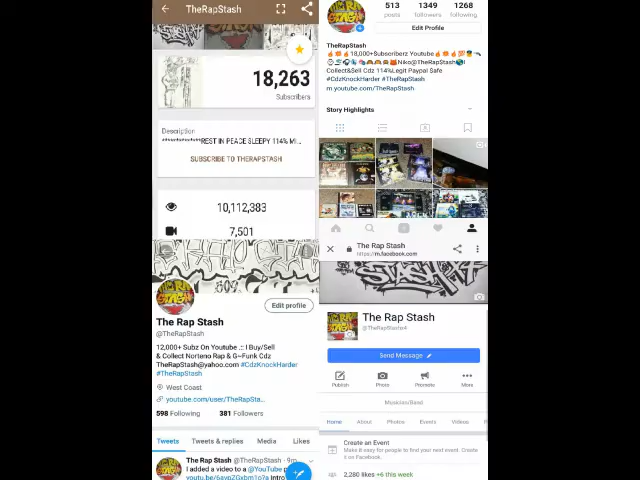 TheRapStash
18,263
Subscribers
Description
REST IN PEACE SLEEPY 114% M...
SUBSCRIBE TO THERAPSTASH
10,112,383
7,501
Edit profile
The Rap Stash
@TheRapStash
12,000+ Subz On Youtube .:: I Buy/Sell
& Collect Norteno Rap & G~Funk Cdz
TheRapStash@yahoo.com #CdzKnockHarder
#TheRapStash
West Coast
youtube.com/user/TheRapSta...
598 Following 381 Followers
Tweets Tweets & replies Media Likes
The Rap Stash @TheRapStash · 9m
I added a video to a @YouTube
513 1349 1268
posts followers following
Edit Profile
TheRapStash
18,000+Subscriberz Youtube
Niko@TheRapStash
Collect&Sell Cdz 114%Legit Paypal Safe
#CdzKnockHarder #TheRapStash
m.youtube.com/TheRapStash
Story Highlights
The Rap Stash
https://m.facebook.com
The Rap Stash
@TheRapStasho4
Send Message
Publish Photo Promote More
Musician/Band
Home About Photos Events Videos
Create an Event
Make it easy for people to find your next event. Create
it on Facebook.
2,280 likes +6 this week